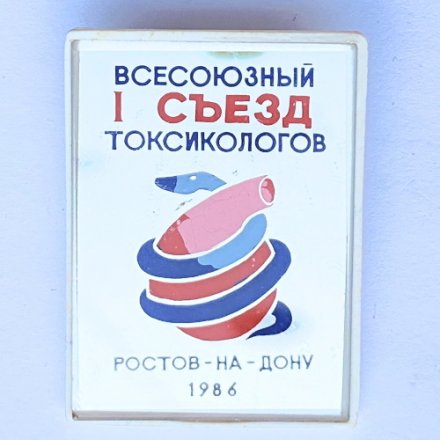 ВСЕСОЮЗНЫЙ
I СЪЕЗД
ТОКСИКОЛОГОВ
РОСТОВ-НА-ДОНУ
1986